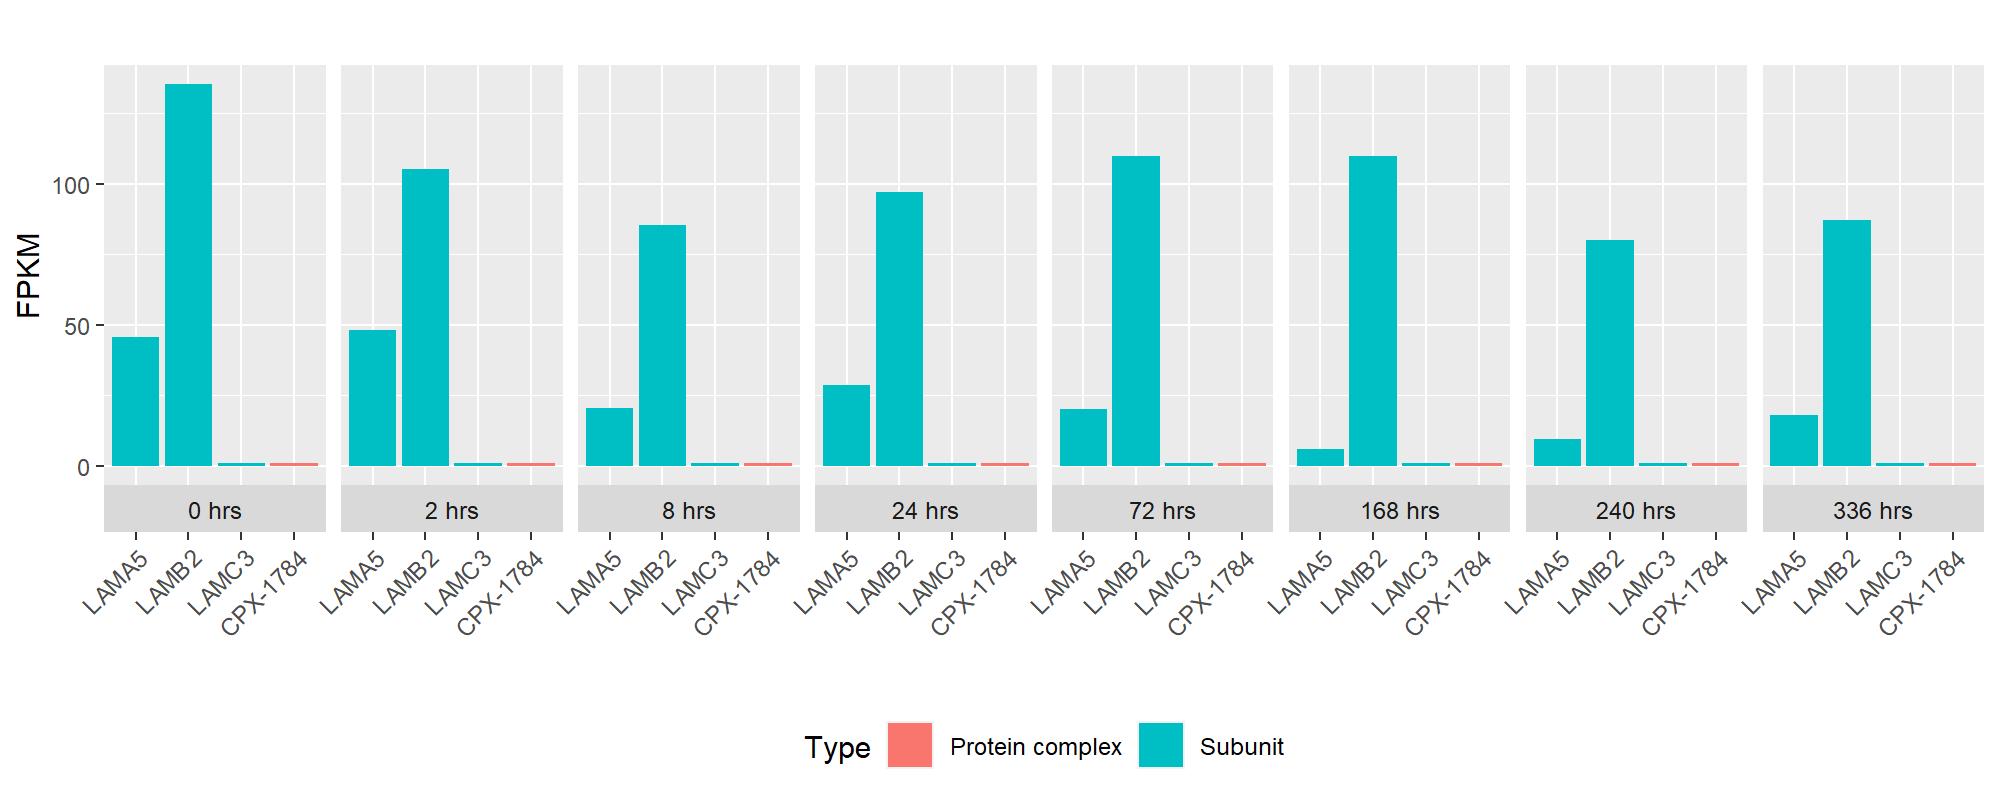 FPKM
100
50
0
0 hrs 2 hrs 8 hrs 24 hrs 72 hrs 168 hrs 240 hrs 336 hrs
LAMA5 LAMB2 LAMC3 CPX-1784 LAMA5 LAMB2 LAMC3 CPX-1784 LAMA5 LAMB2 LAMC3 CPX-1784 LAMA5 LAMB2 LAMC3 CPX-1784 LAMA5 LAMB2 LAMC3 CPX-1784 LAMA5 LAMB2 LAMC3 CPX-1784 LAMA5 LAMB2 LAMC3 CPX-1784 LAMA5 LAMB2 LAMC3 CPX-1784
Type Protein complex Subunit